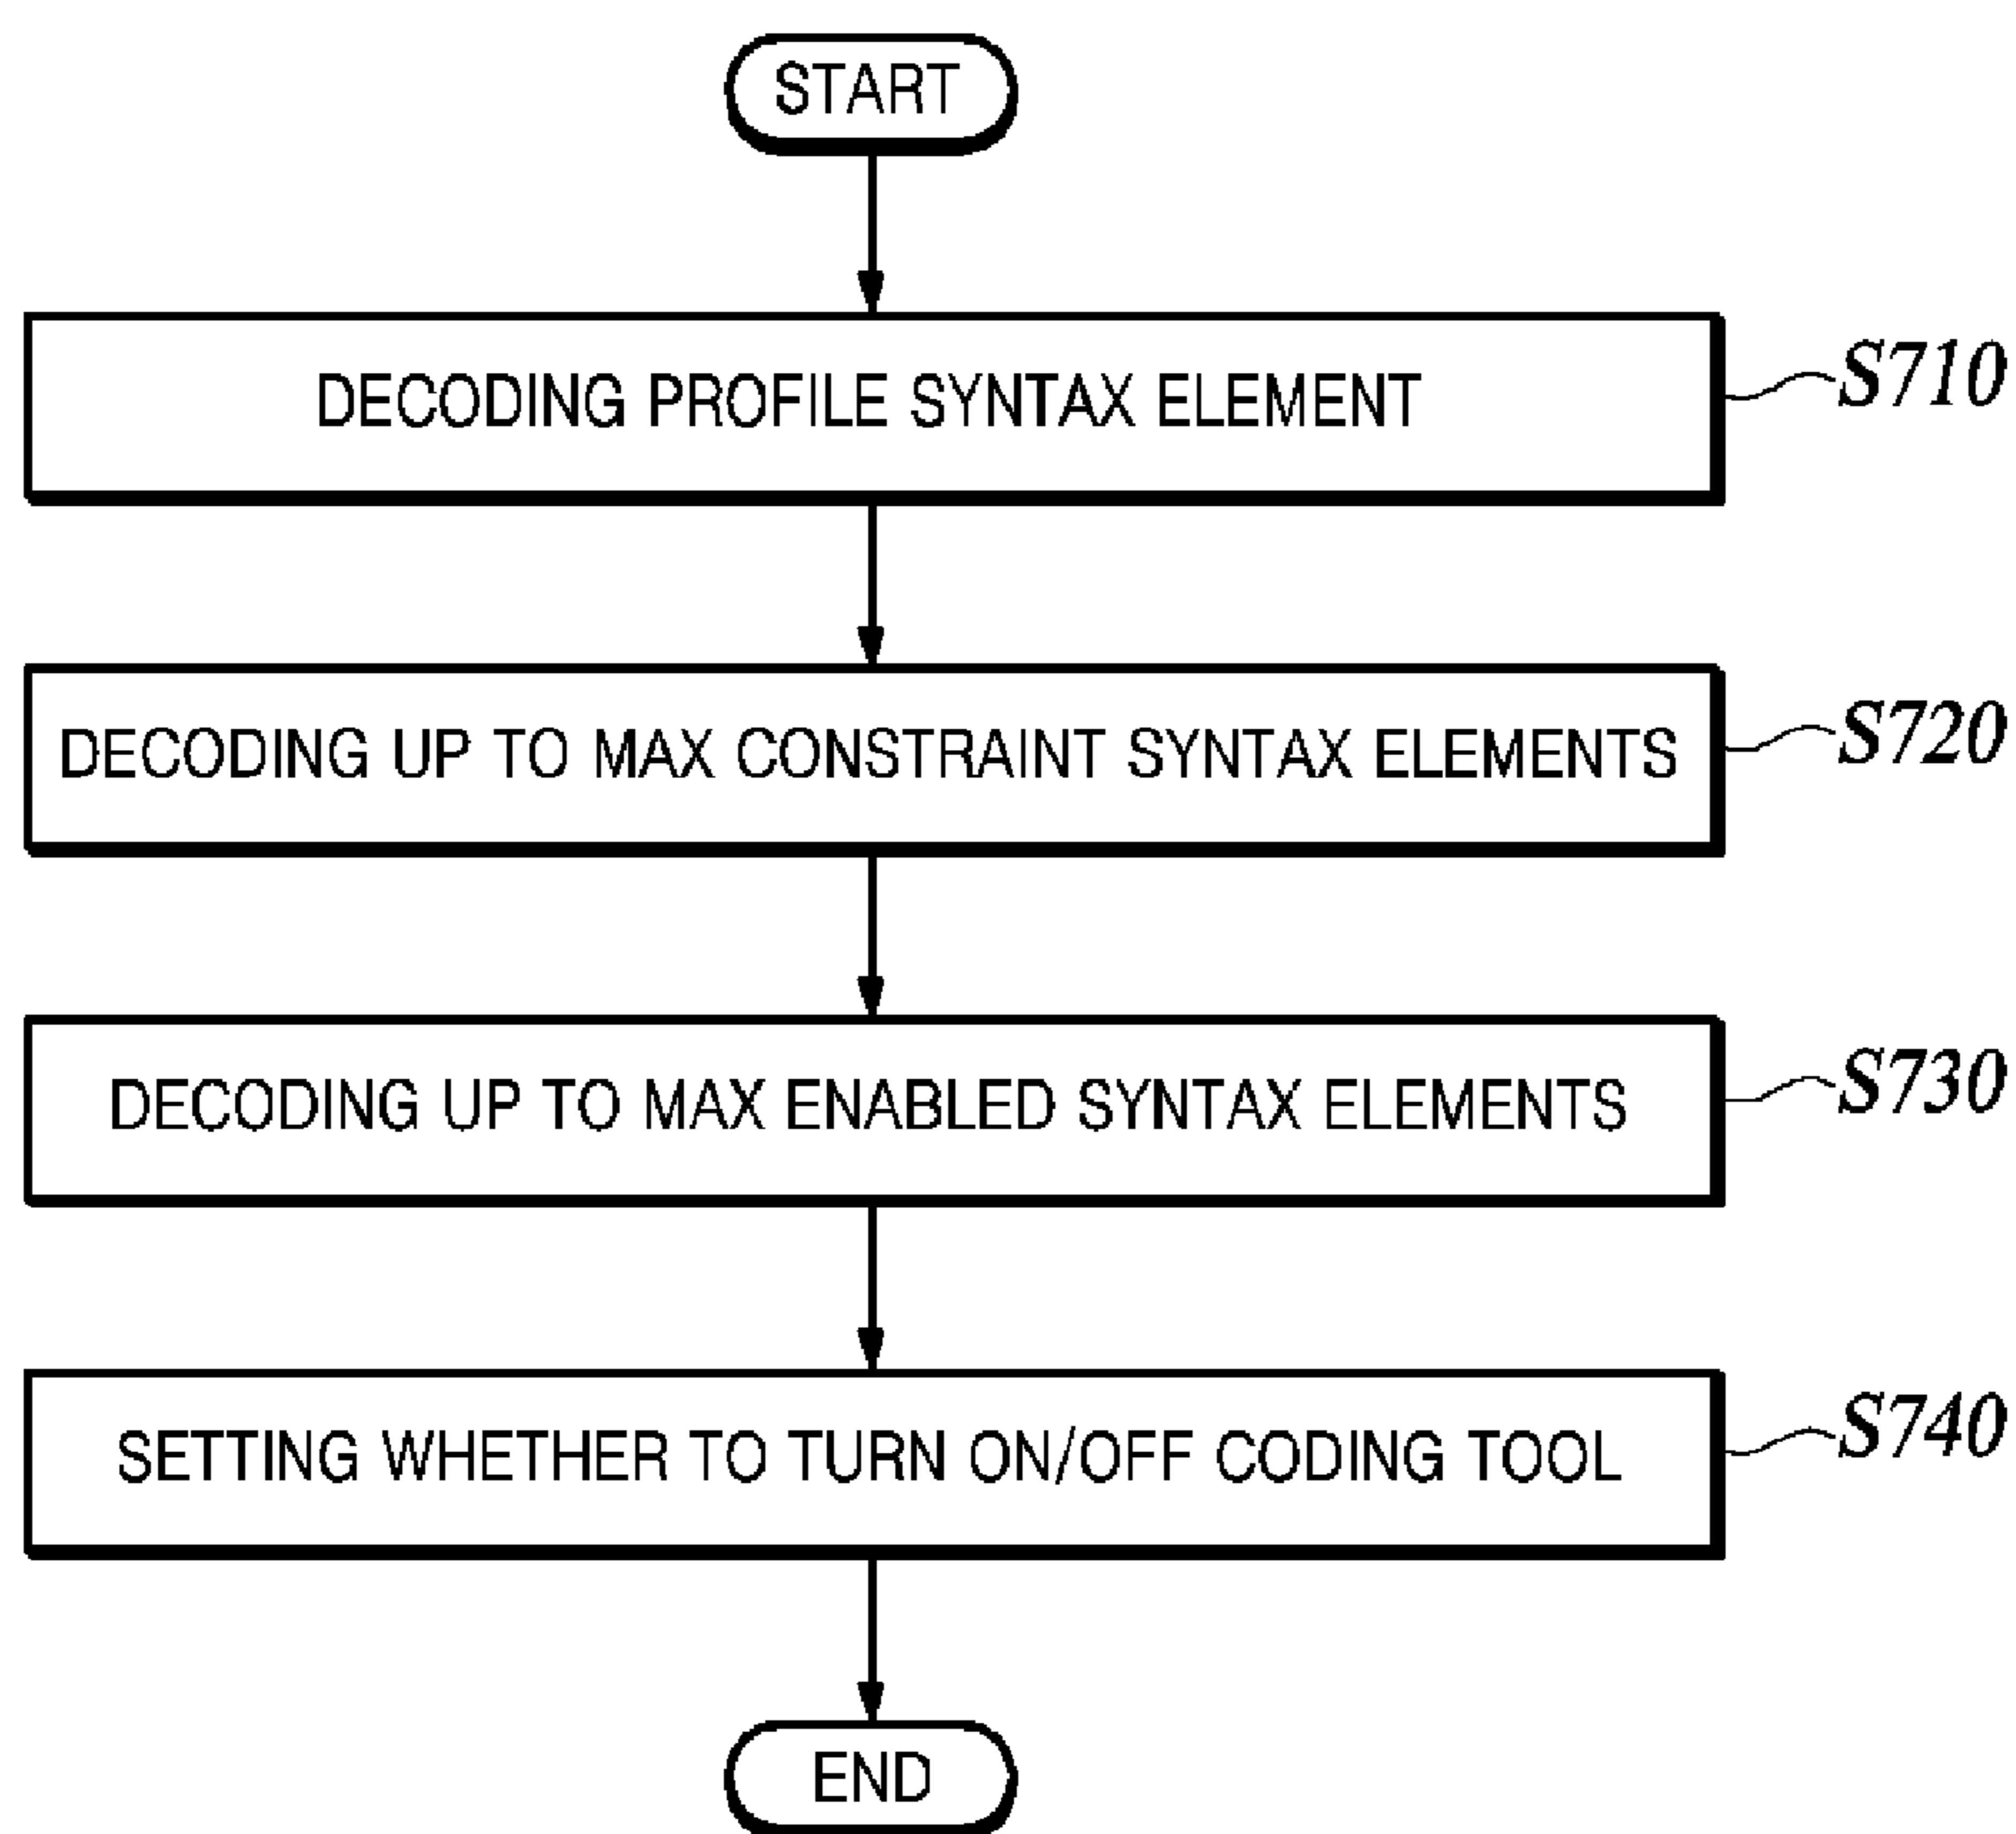 START
DECODING PROFILE SYNTAX ELEMENT
S710
DECODING UP TO MAX CONSTRAINT SYNTAX ELEMENTS
S720
DECODING UP TO MAX ENABLED SYNTAX ELEMENTS
S730
SETTING WHETHER TO TURN ON/OFF CODING TOOL
S740
END